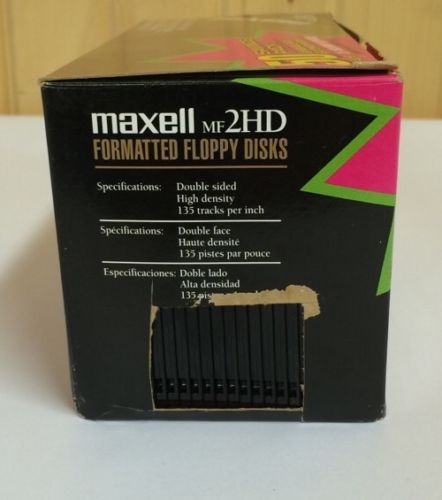 maxell MF2HD
FORMATTED FLOPPY DISKS
Specifications: Double sided
High density
135 tracks per inch
Spécifications: Double face
Haute densité
135 pistes par pouce
Especificaciones: Doble lado
Alta densidad
135